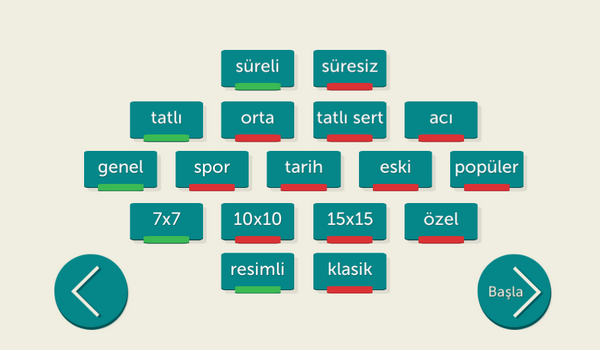 süreli süresiz
tatlı orta tatlı sert acı
genel spor tarih eski popüler
7x7 10x10 15x15 özel
resimli klasik
Başla